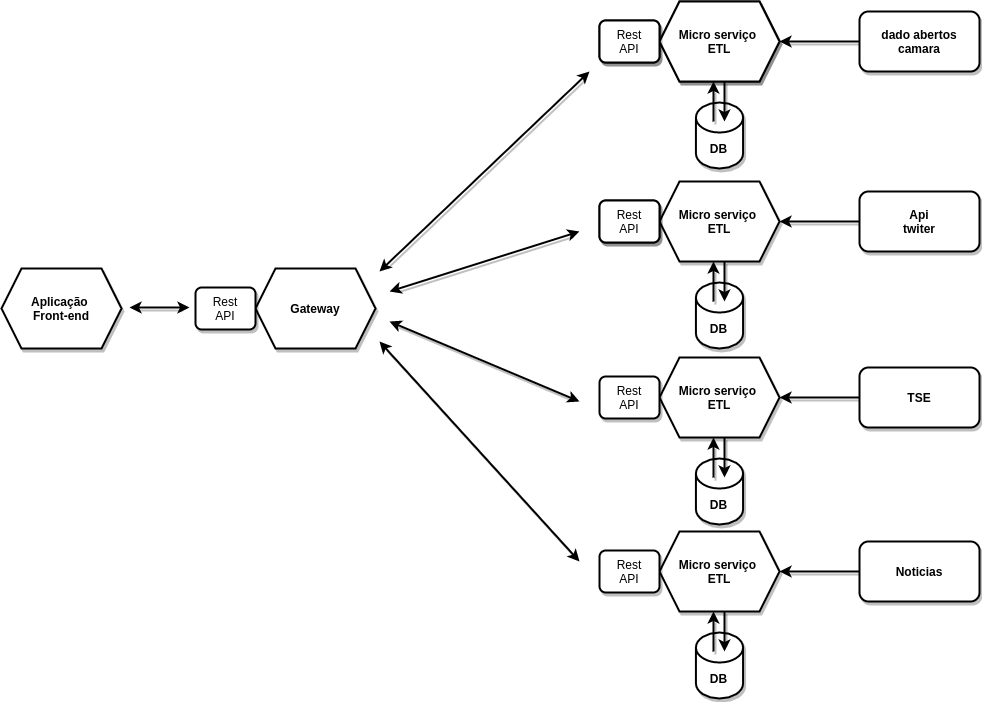 Rest
API
Micro serviço
ETL
dado abertos
camara
DB
Rest
API
Micro serviço
ETL
Api
twiter
DB
Aplicação
Front-end
Rest
API
Gateway
Rest
API
Micro serviço
ETL
TSE
DB
Rest
API
Micro serviço
ETL
Noticias
DB